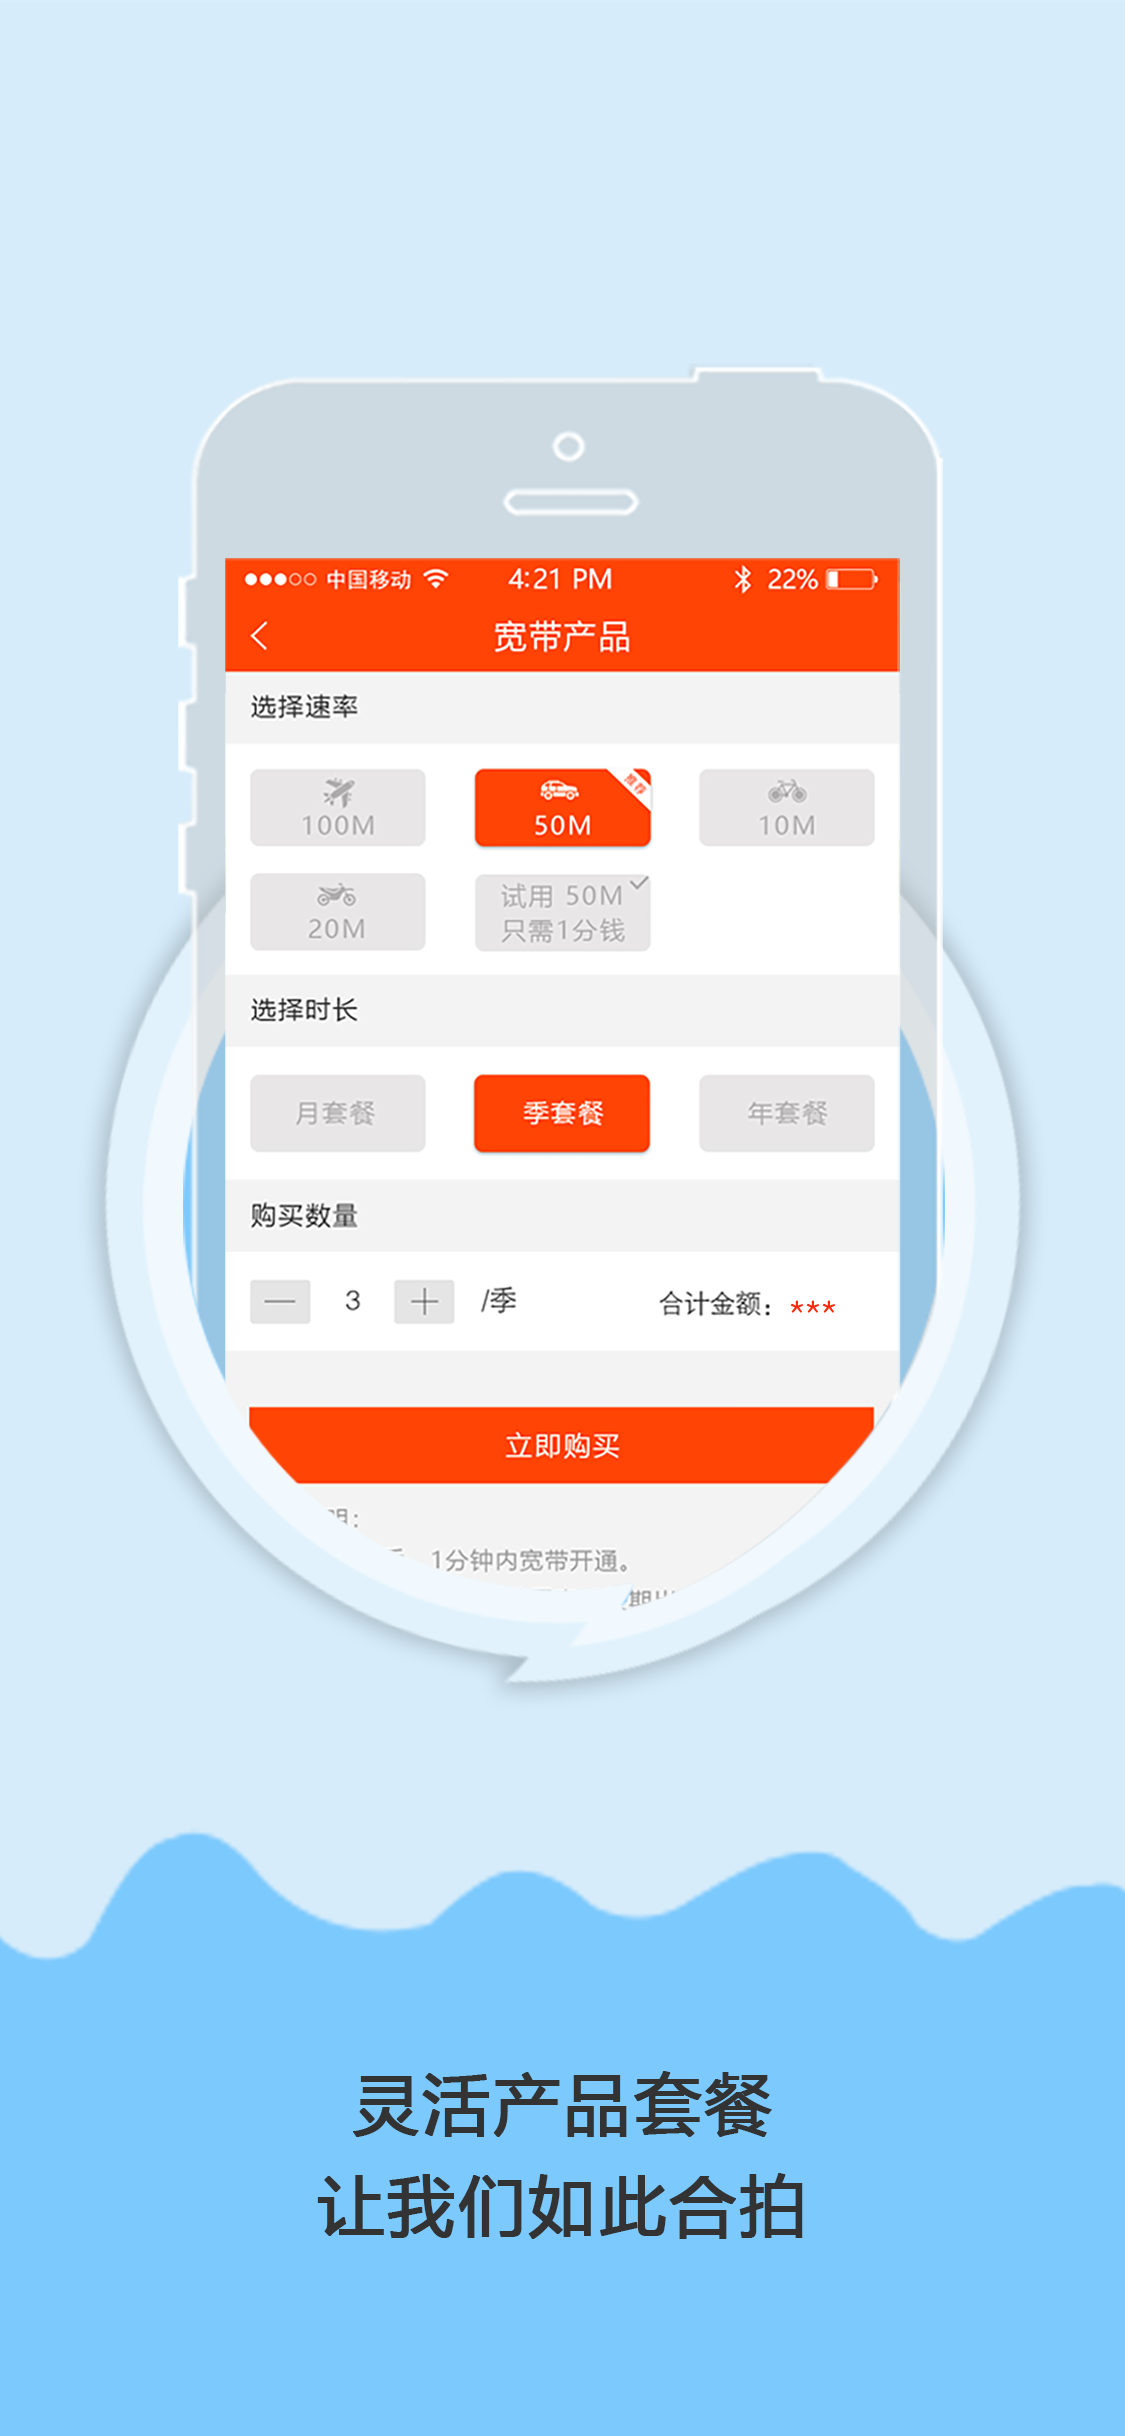 中国移动 4:21 PM 22%
宽带产品
选择速率
100M
推荐
50M
10M
20M
试用 50M
只需1分钱
选择时长
月套餐 季套餐 年套餐
购买数量
3 /季 合计金额：***
立即购买
明：
1分钟内宽带开通。
期
灵活产品套餐
让我们如此合拍